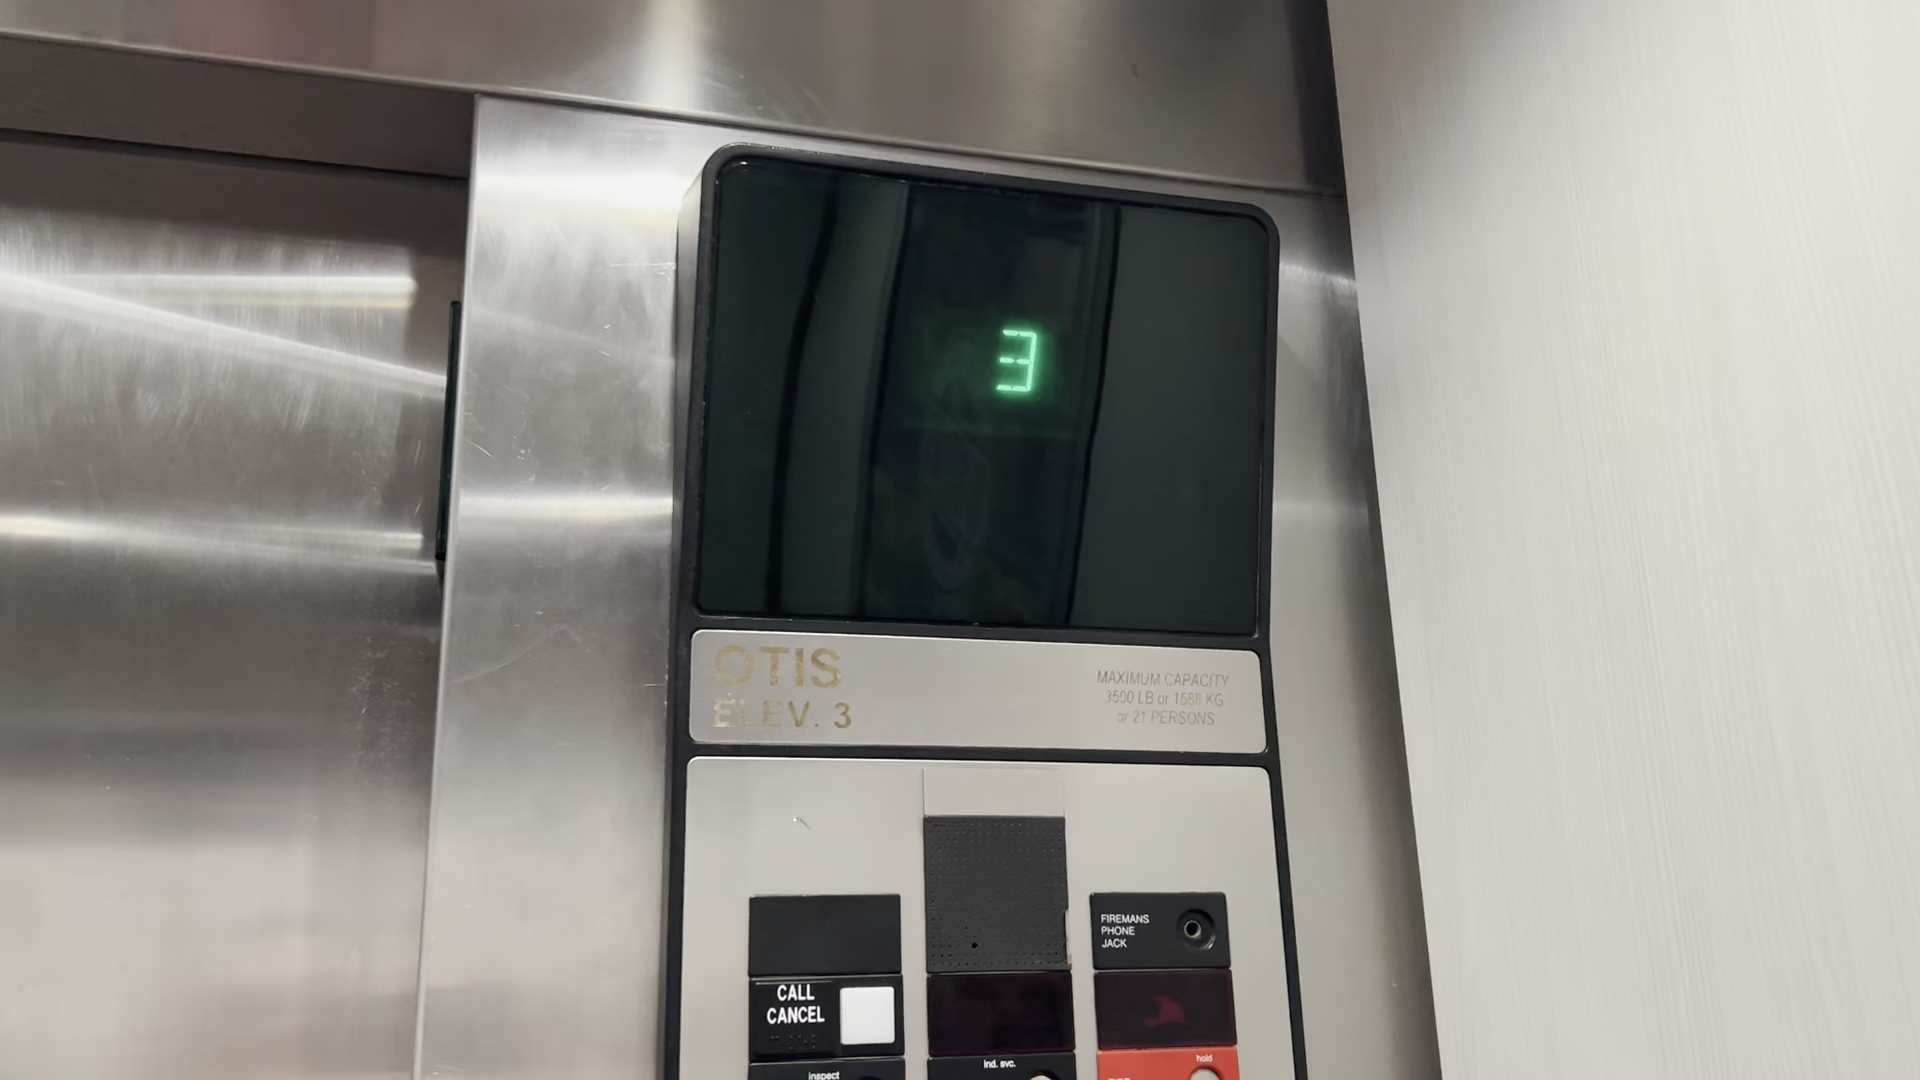 3
OTIS
ELEV. 3
MAXIMUM CAPACITY
3500 LB or 1588 KG
or 21 PERSONS
FIREMANS
PHONE
JACK
CALL
CANCEL
inspect
ind. svc.
hold